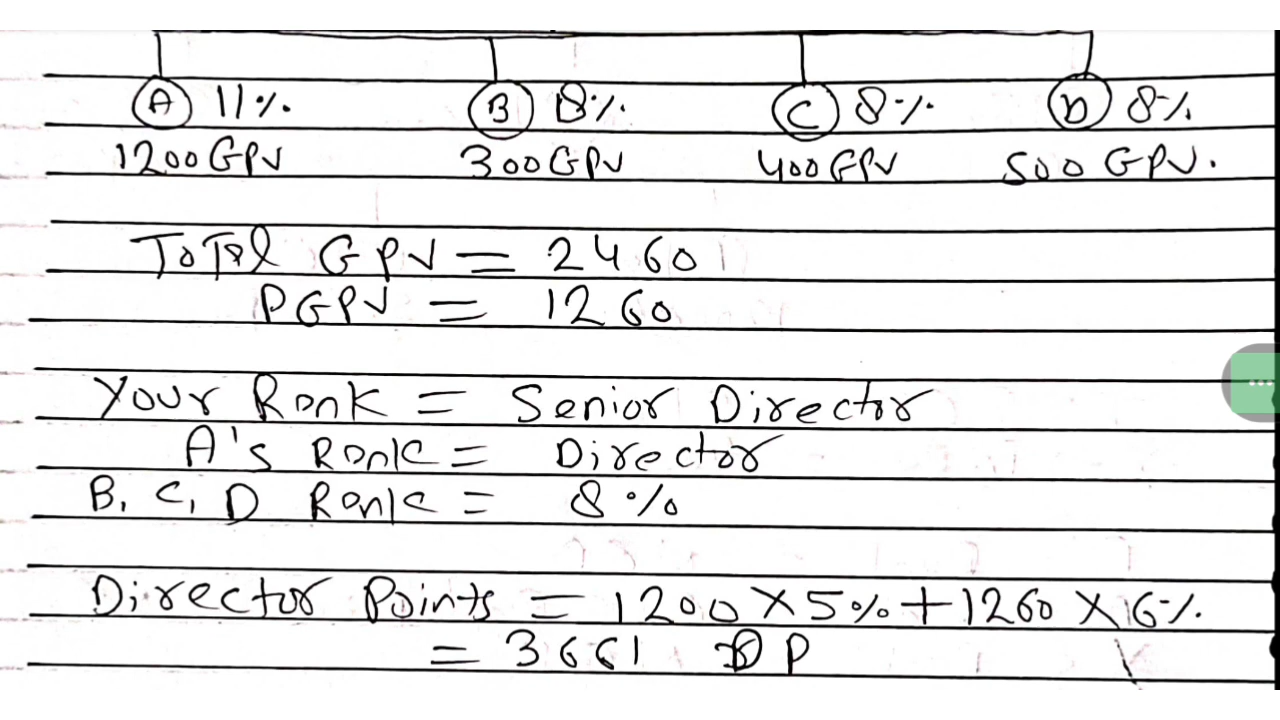 A 11% B 8% C 8% D 8%
1200 GPV 300 GPV 400 GPV 500 GPV.
Total GPV = 2460
PGPV = 1260
Your Rank = Senior Director
A's Rank = Director
B, C, D Rank = 8%
Director Points = 1200 X 5% + 1260 X 16%
= 3661 DP